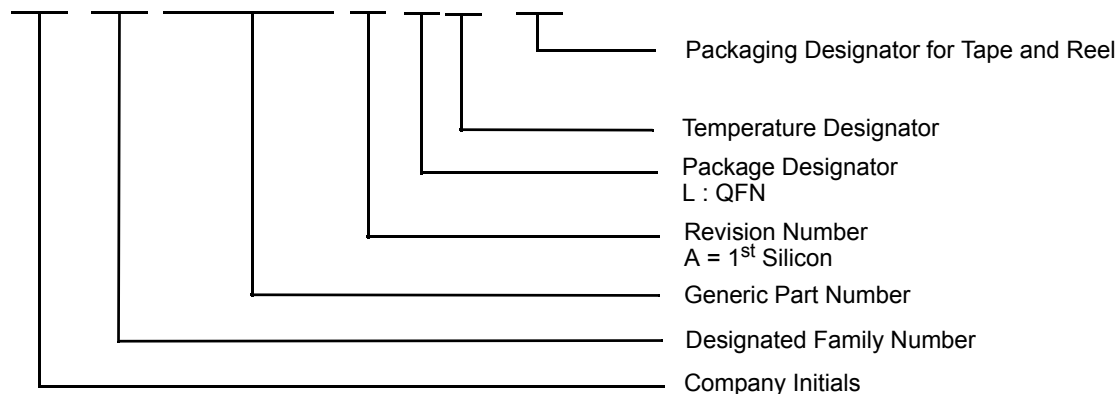 Packaging Designator for Tape and Reel
Temperature Designator
Package Designator
L : QFN
Revision Number
A = 1st Silicon
Generic Part Number
Designated Family Number
Company Initials